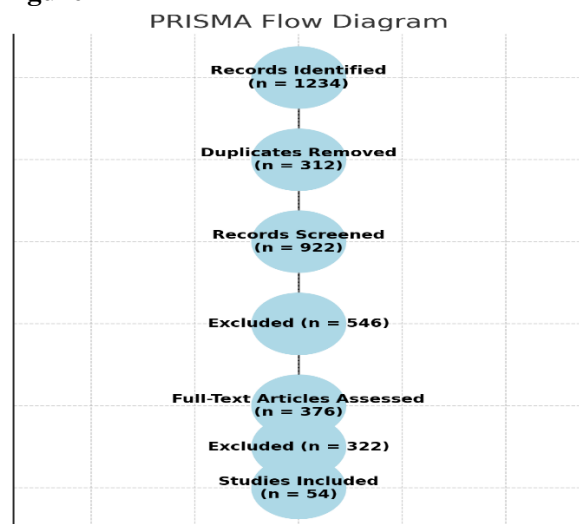 PRISMA Flow Diagram
Records Identified
(n = 1234)
Duplicates Removed
(n = 312)
Records Screened
(n = 922)
Excluded (n = 546)
Full-Text Articles Assessed
(n = 376)
Excluded (n = 322)
Studies Included
(n = 54)